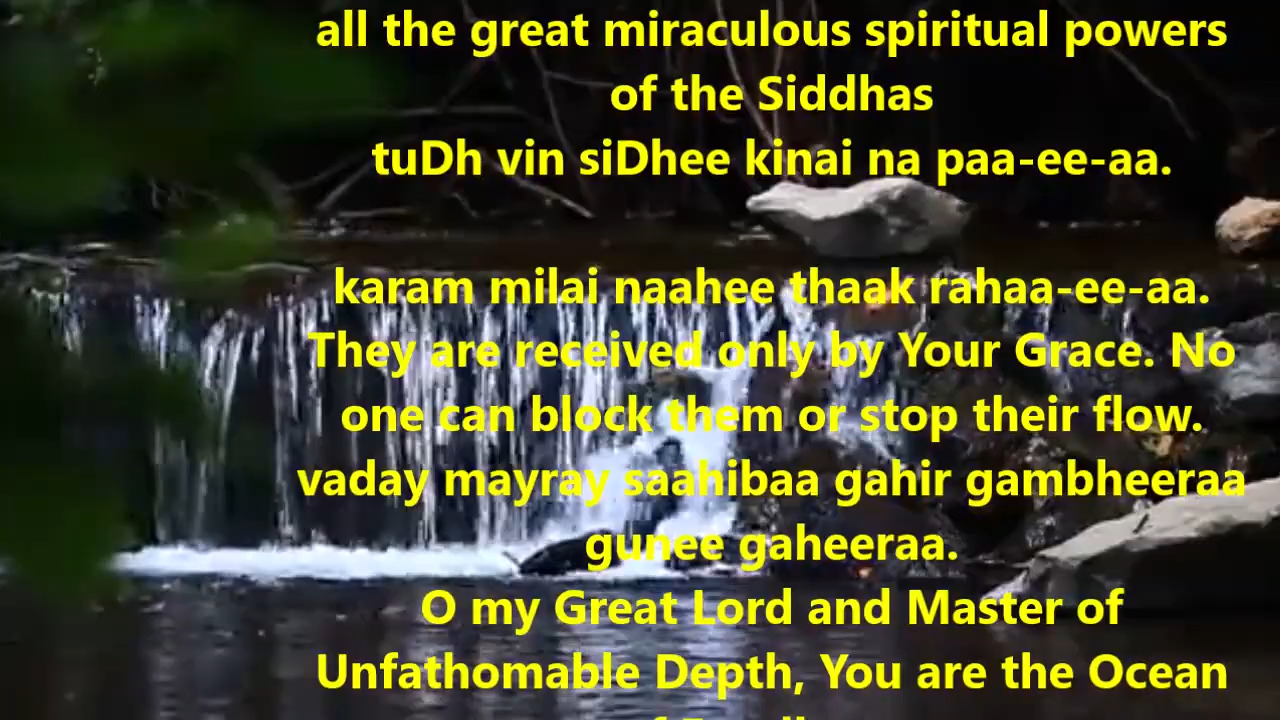 all the great miraculous spiritual powers
of the Siddhas
tuDh vin siDhee kinai na paa-ee-aa.
karam milai naahee thaak rahaa-ee-aa.
They are received only by Your Grace. No
one can block them or stop their flow.
vaday mayray saahibaa gahir gambheeraa
gunee gaheeraa.
O my Great Lord and Master of
Unfathomable Depth, You are the Ocean